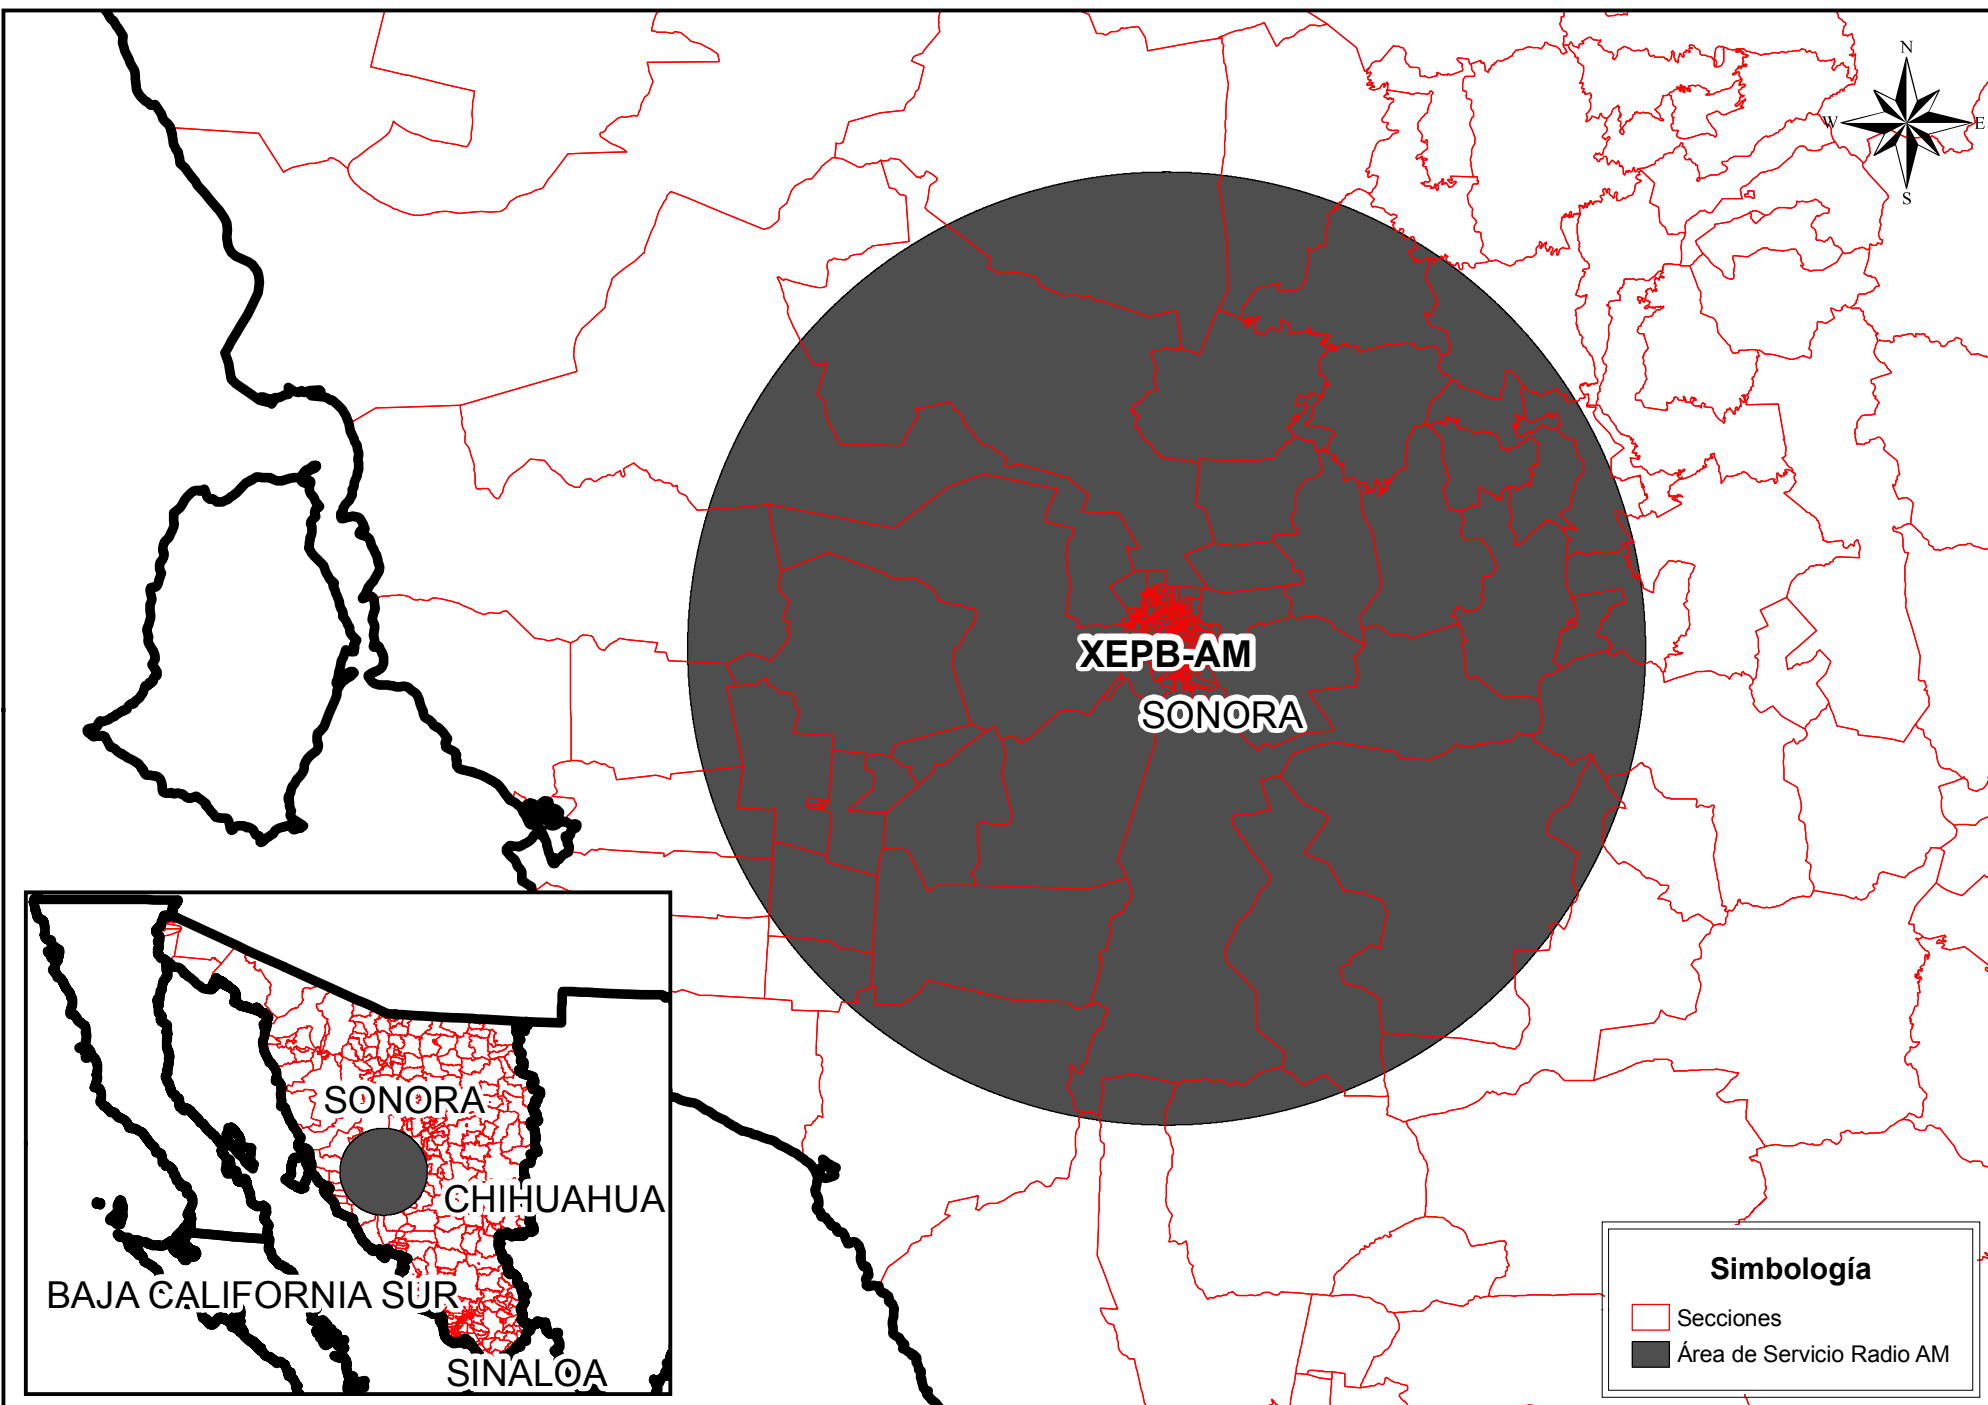 N
W E
S
XEPB-AM
SONORA
SONORA
CHIHUAHUA
BAJA CALIFORNIA SUR
SINALOA
Simbología
Secciones
Área de Servicio Radio AM